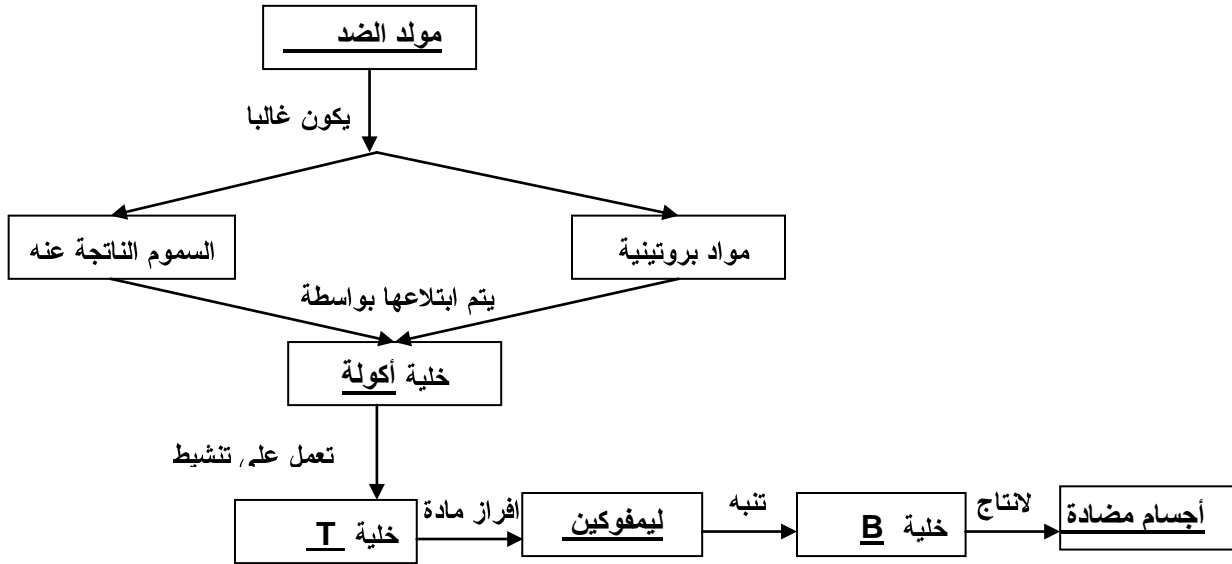 مولد الضد
يكون غالبا
مواد بروتينية
السموم الناتجة عنه
يتم ابتلاعها بواسطة
خلية أكولة
تعمل على تنشيط
خلية T
افراز مادة
ليمفوكين
تنبه
خلية B
لانتاج
أجسام مضادة